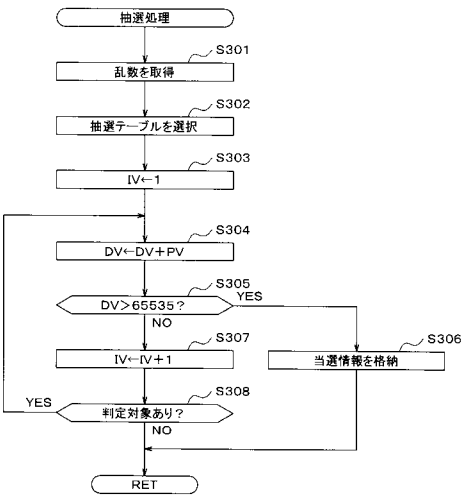 抽選処理
S301
乱数を取得
S302
抽選テーブルを選択
S303
IV←1
S304
DV←DV+PV
S305
DV>65535?
YES
NO
S307
IV←IV+1
S306
当選情報を格納
S308
YES
判定対象あり?
NO
RET